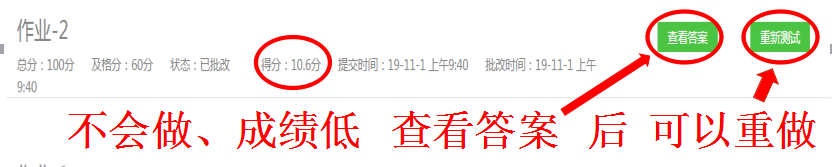 作业-2
查看答案
重新测试
总分：100分 及格分：60分 状态：已批改 得分：10.6分 提交时间：19-11-1 上午9:40 批改时间：19-11-1 上午
9:40
不会做、成绩低 查看答案 后 可以重做